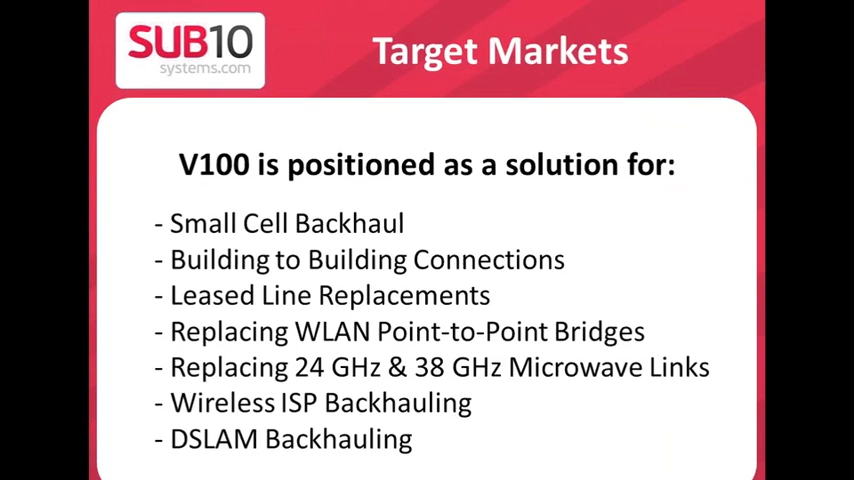 SUB10
systems.com
Target Markets
V100 is positioned as a solution for:
- Small Cell Backhaul
- Building to Building Connections
- Leased Line Replacements
- Replacing WLAN Point-to-Point Bridges
- Replacing 24 GHz & 38 GHz Microwave Links
- Wireless ISP Backhauling
- DSLAM Backhauling